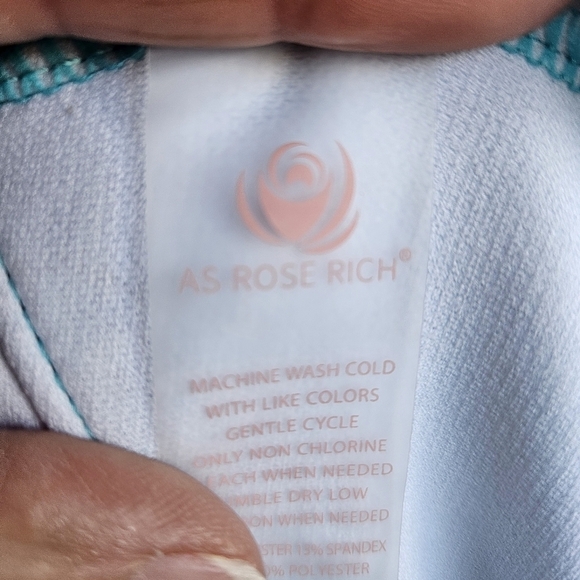 AS ROSE RICH®
MACHINE WASH COLD
WITH LIKE COLORS
GENTLE CYCLE
ONLY NON CHLORINE
WHEN NEEDED
DRY LOW
WHEN NEEDED
13% SPANDEX
POLYESTER